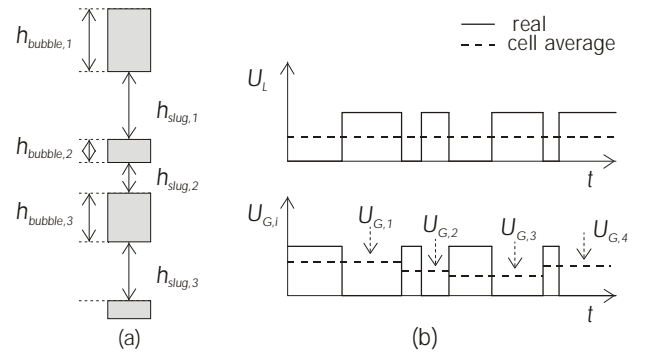 h_bubble,1
h_slug,1
h_bubble,2
h_slug,2
h_bubble,3
h_slug,3
(a)
real
cell average
U_L
t
U_G,i
U_G,1
U_G,2
U_G,3
U_G,4
t
(b)